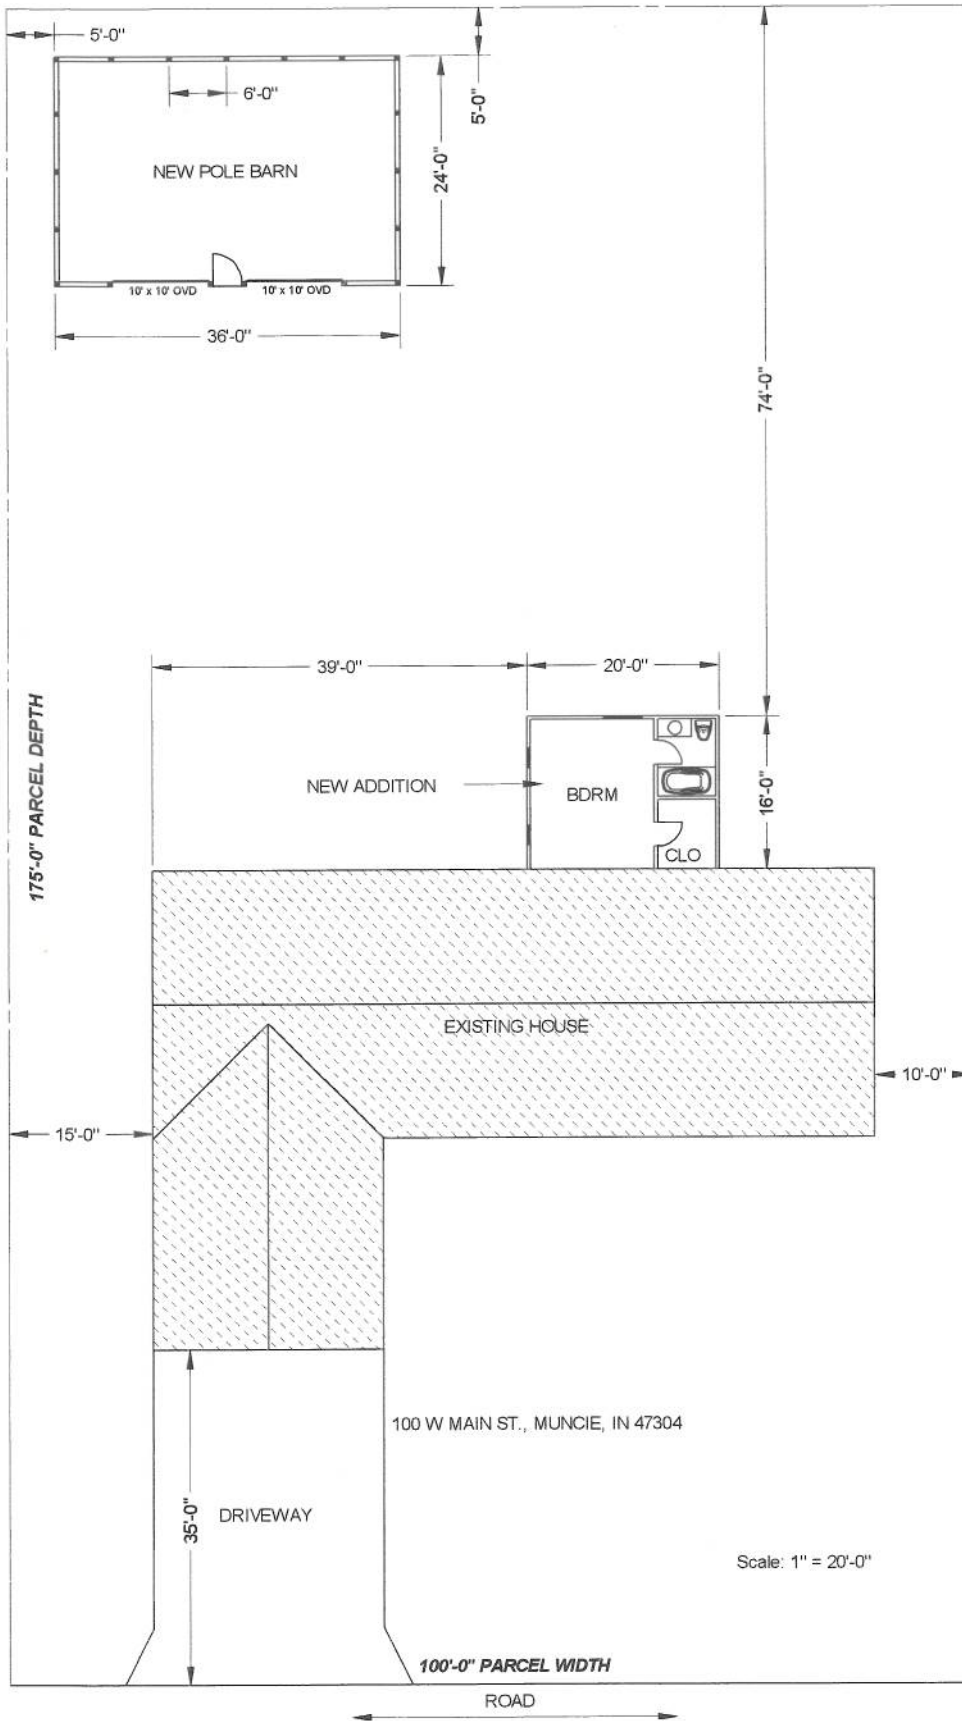 5'-0"
5'-0"
6'-0"
NEW POLE BARN
24'-0"
10' x 10' OVD
10' x 10' OVD
36'-0"
74'-0"
39'-0"
20'-0"
175'-0" PARCEL DEPTH
NEW ADDITION
BDRM
16'-0"
CLO
EXISTING HOUSE
10'-0"
15'-0"
100 W MAIN ST., MUNCIE, IN 47304
35'-0"
DRIVEWAY
Scale: 1" = 20'-0"
100'-0" PARCEL WIDTH
ROAD